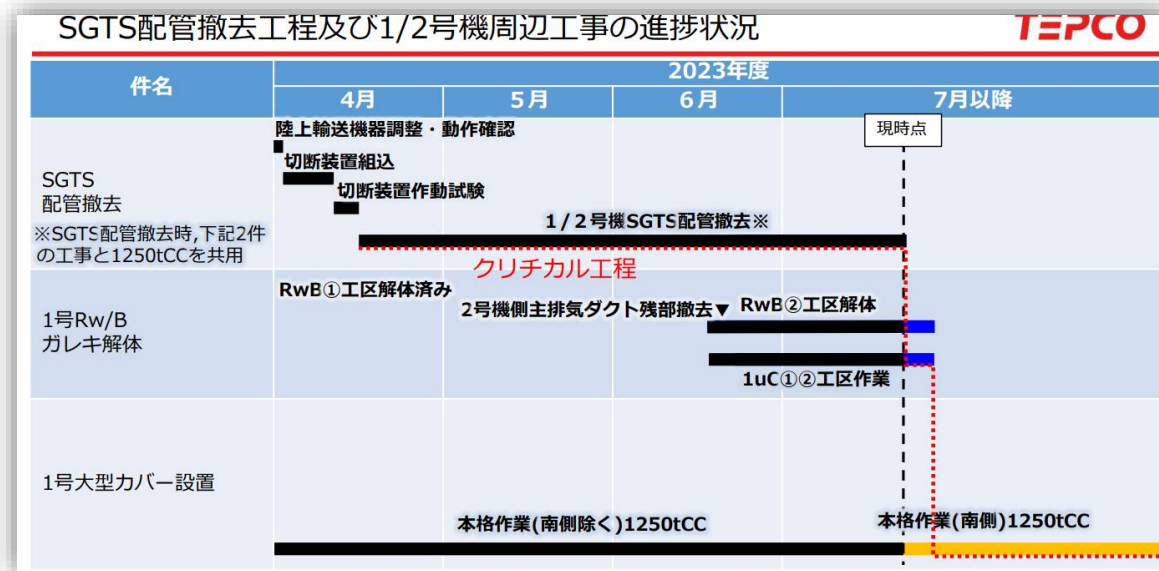 SGTS配管撤去工程及び1/2号機周辺工事の進捗状況
TEPCO
件名
2023年度
4月
5月
6月
7月以降
現時点
陸上輸送機器調整・動作確認
切断装置組込
切断装置作動試験
SGTS
配管撤去
※SGTS配管撤去時,下記2件
の工事と1250tCCを共用
1/2号機SGTS配管撤去※
クリチカル工程
RwB①工区解体済み
2号機側主排気ダクト残部撤去▼
RwB②工区解体
1号Rw/B
ガレキ解体
1uC①②工区作業
1号大型カバー設置
本格作業(南側除く)1250tCC
本格作業(南側)1250tCC